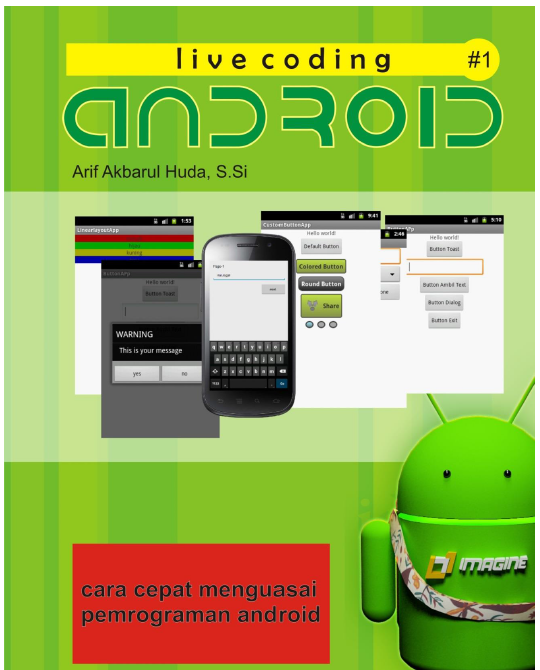 live coding #1
ANDROID
Arif Akbarul Huda, S.Si
1:53
LinearLayoutApp
hijau
kuning
ButtonApp
Hello world!
Button Toast
WARNING
This is your message
yes no
q w e r t y u i o p
a s d f g h j k l
z x c v b n m
9:41
CustomButtonApp
Hello world!
Default Button
Colored Button
Round Button
Share
2:46
5:10
Hello world!
Button Toast
Button Ambil Text
Button Dialog
Button Exit
IMAGINE
cara cepat menguasai
pemrograman android